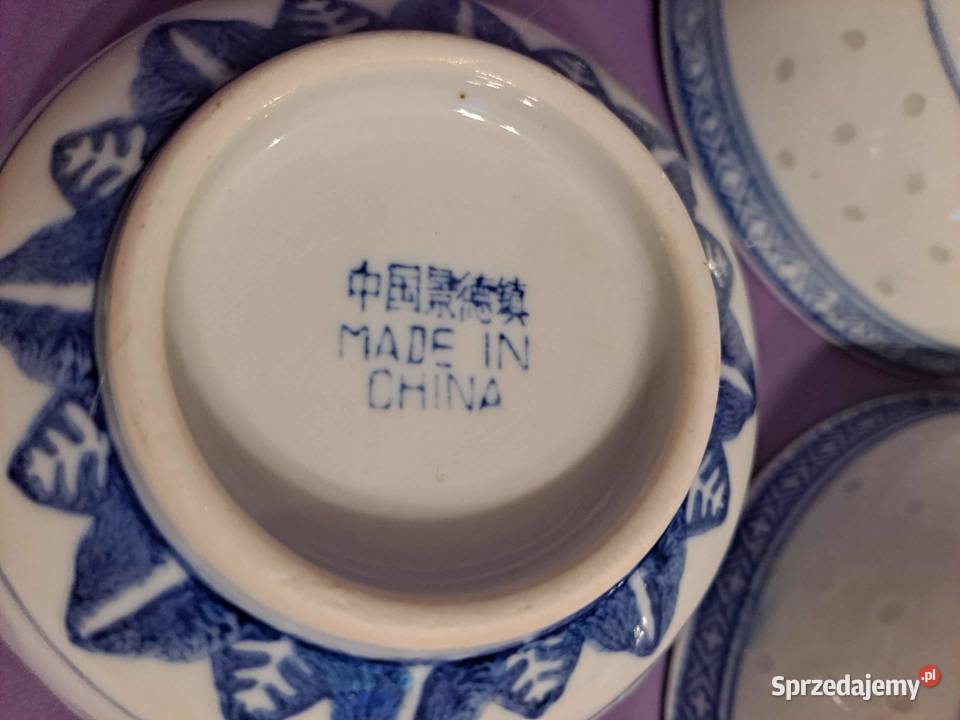 中国景德镇
MADE IN
CHINA
Sprzedajemy.pl